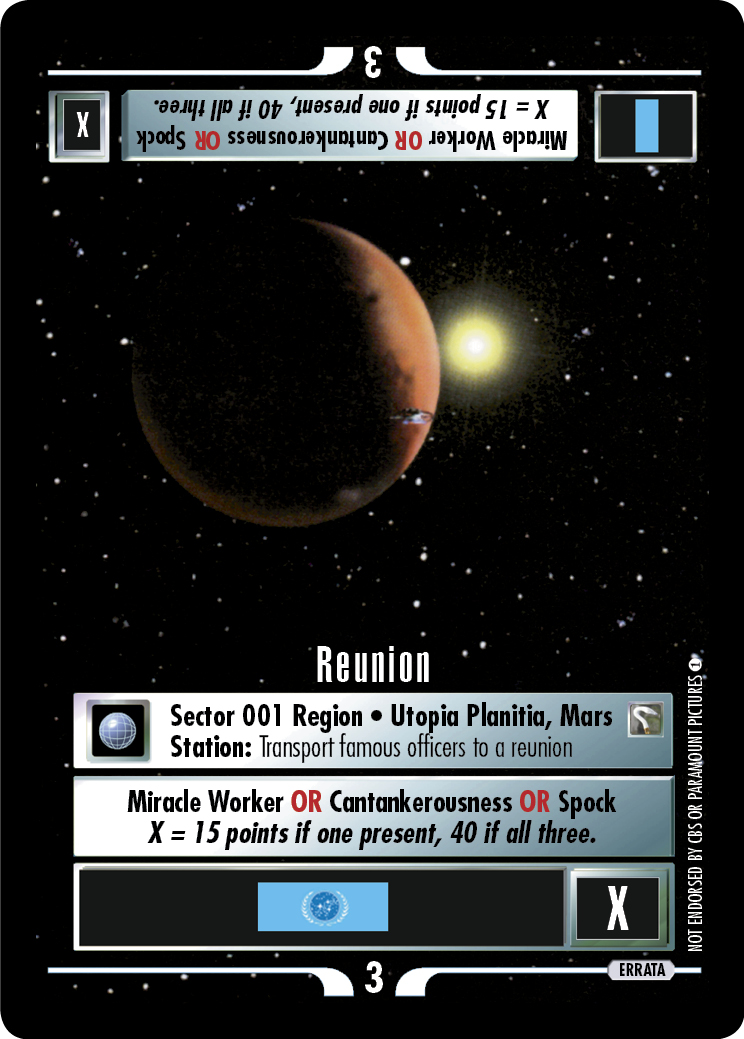 3
X
Miracle Worker OR Cantankerousness OR Spock
X = 15 points if one present, 40 if all three.
Reunion
Sector 001 Region • Utopia Planitia, Mars
Station: Transport famous officers to a reunion
Miracle Worker OR Cantankerousness OR Spock
X = 15 points if one present, 40 if all three.
X
3
ERRATA
NOT ENDORSED BY CBS OR PARAMOUNT PICTURES 1